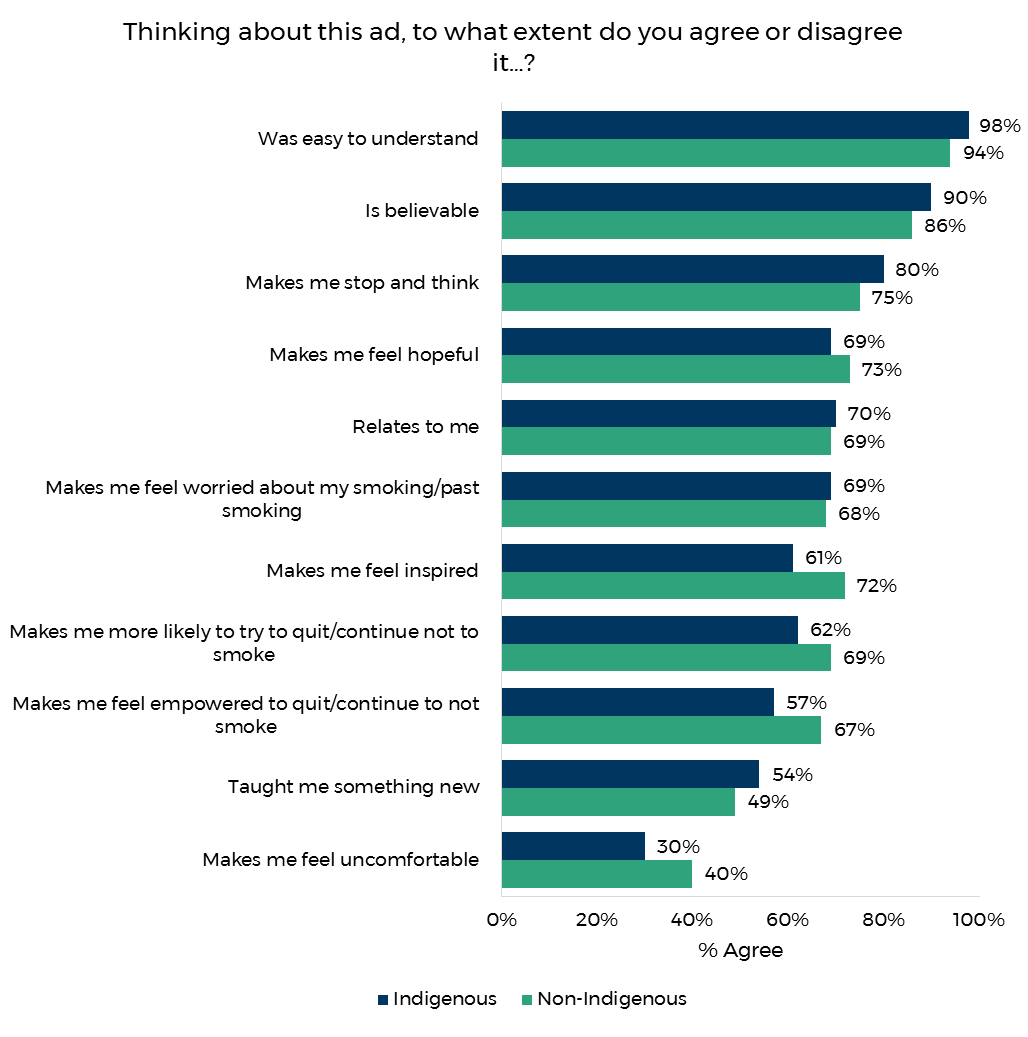 Thinking about this ad, to what extent do you agree or disagree
it...?
Was easy to understand
98%
94%
Is believable
90%
86%
Makes me stop and think
80%
75%
Makes me feel hopeful
69%
73%
Relates to me
70%
69%
Makes me feel worried about my smoking/past
smoking
69%
68%
Makes me feel inspired
61%
72%
Makes me more likely to try to quit/continue not to
smoke
62%
69%
Makes me feel empowered to quit/continue to not
smoke
57%
67%
Taught me something new
54%
49%
Makes me feel uncomfortable
30%
40%
0% 20% 40% 60% 80% 100%
% Agree
Indigenous Non-Indigenous